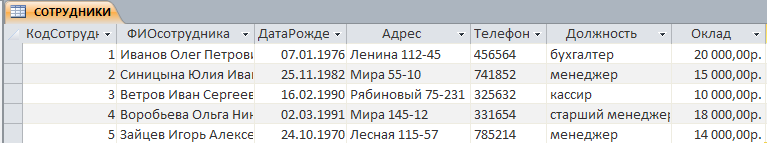 СОТРУДНИКИ
КодСотрудн ФИОсотрудника ДатаРожде Адрес Телефон Должность Оклад
1 Иванов Олег Петрови 07.01.1976 Ленина 112-45 456564 бухгалтер 20 000,00р.
2 Синицына Юлия Ива 25.11.1982 Мира 55-10 741852 менеджер 15 000,00р.
3 Ветров Иван Сергеев 16.02.1990 Рябиновый 75-231 325632 кассир 10 000,00р.
4 Воробьева Ольга Ник 02.03.1991 Мира 145-12 331654 старший менеджер 18 000,00р.
5 Зайцев Игорь Алексе 24.10.1970 Лесная 115-57 785214 менеджер 14 000,00р.